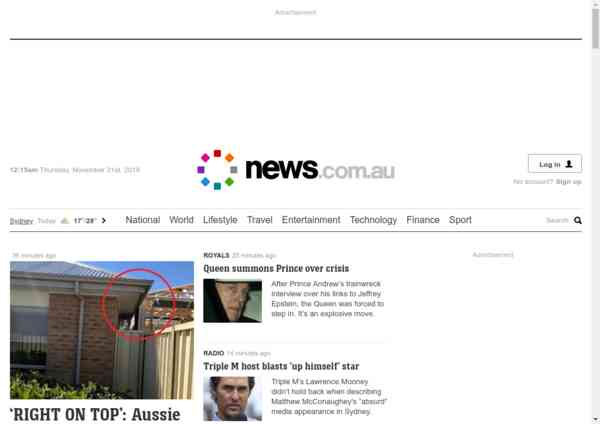 Advertisement
12:15am Thursday, November 21st, 2019
news.com.au
Log in
No account? Sign up
Sydney Today 17°/28°
National World Lifestyle Travel Entertainment Technology Finance Sport
Search
39 minutes ago
'RIGHT ON TOP': Aussie
ROYALS 25 minutes ago
Queen summons Prince over crisis
After Prince Andrew's trainwreck
interview over his links to Jeffrey
Epstein, the Queen was forced to
step in. It's an explosive move.
RADIO 14 minutes ago
Triple M host blasts 'up himself' star
Triple M's Lawrence Mooney
didn't hold back when describing
Matthew McConaughey's "absurd"
media appearance in Sydney.
Advertisement